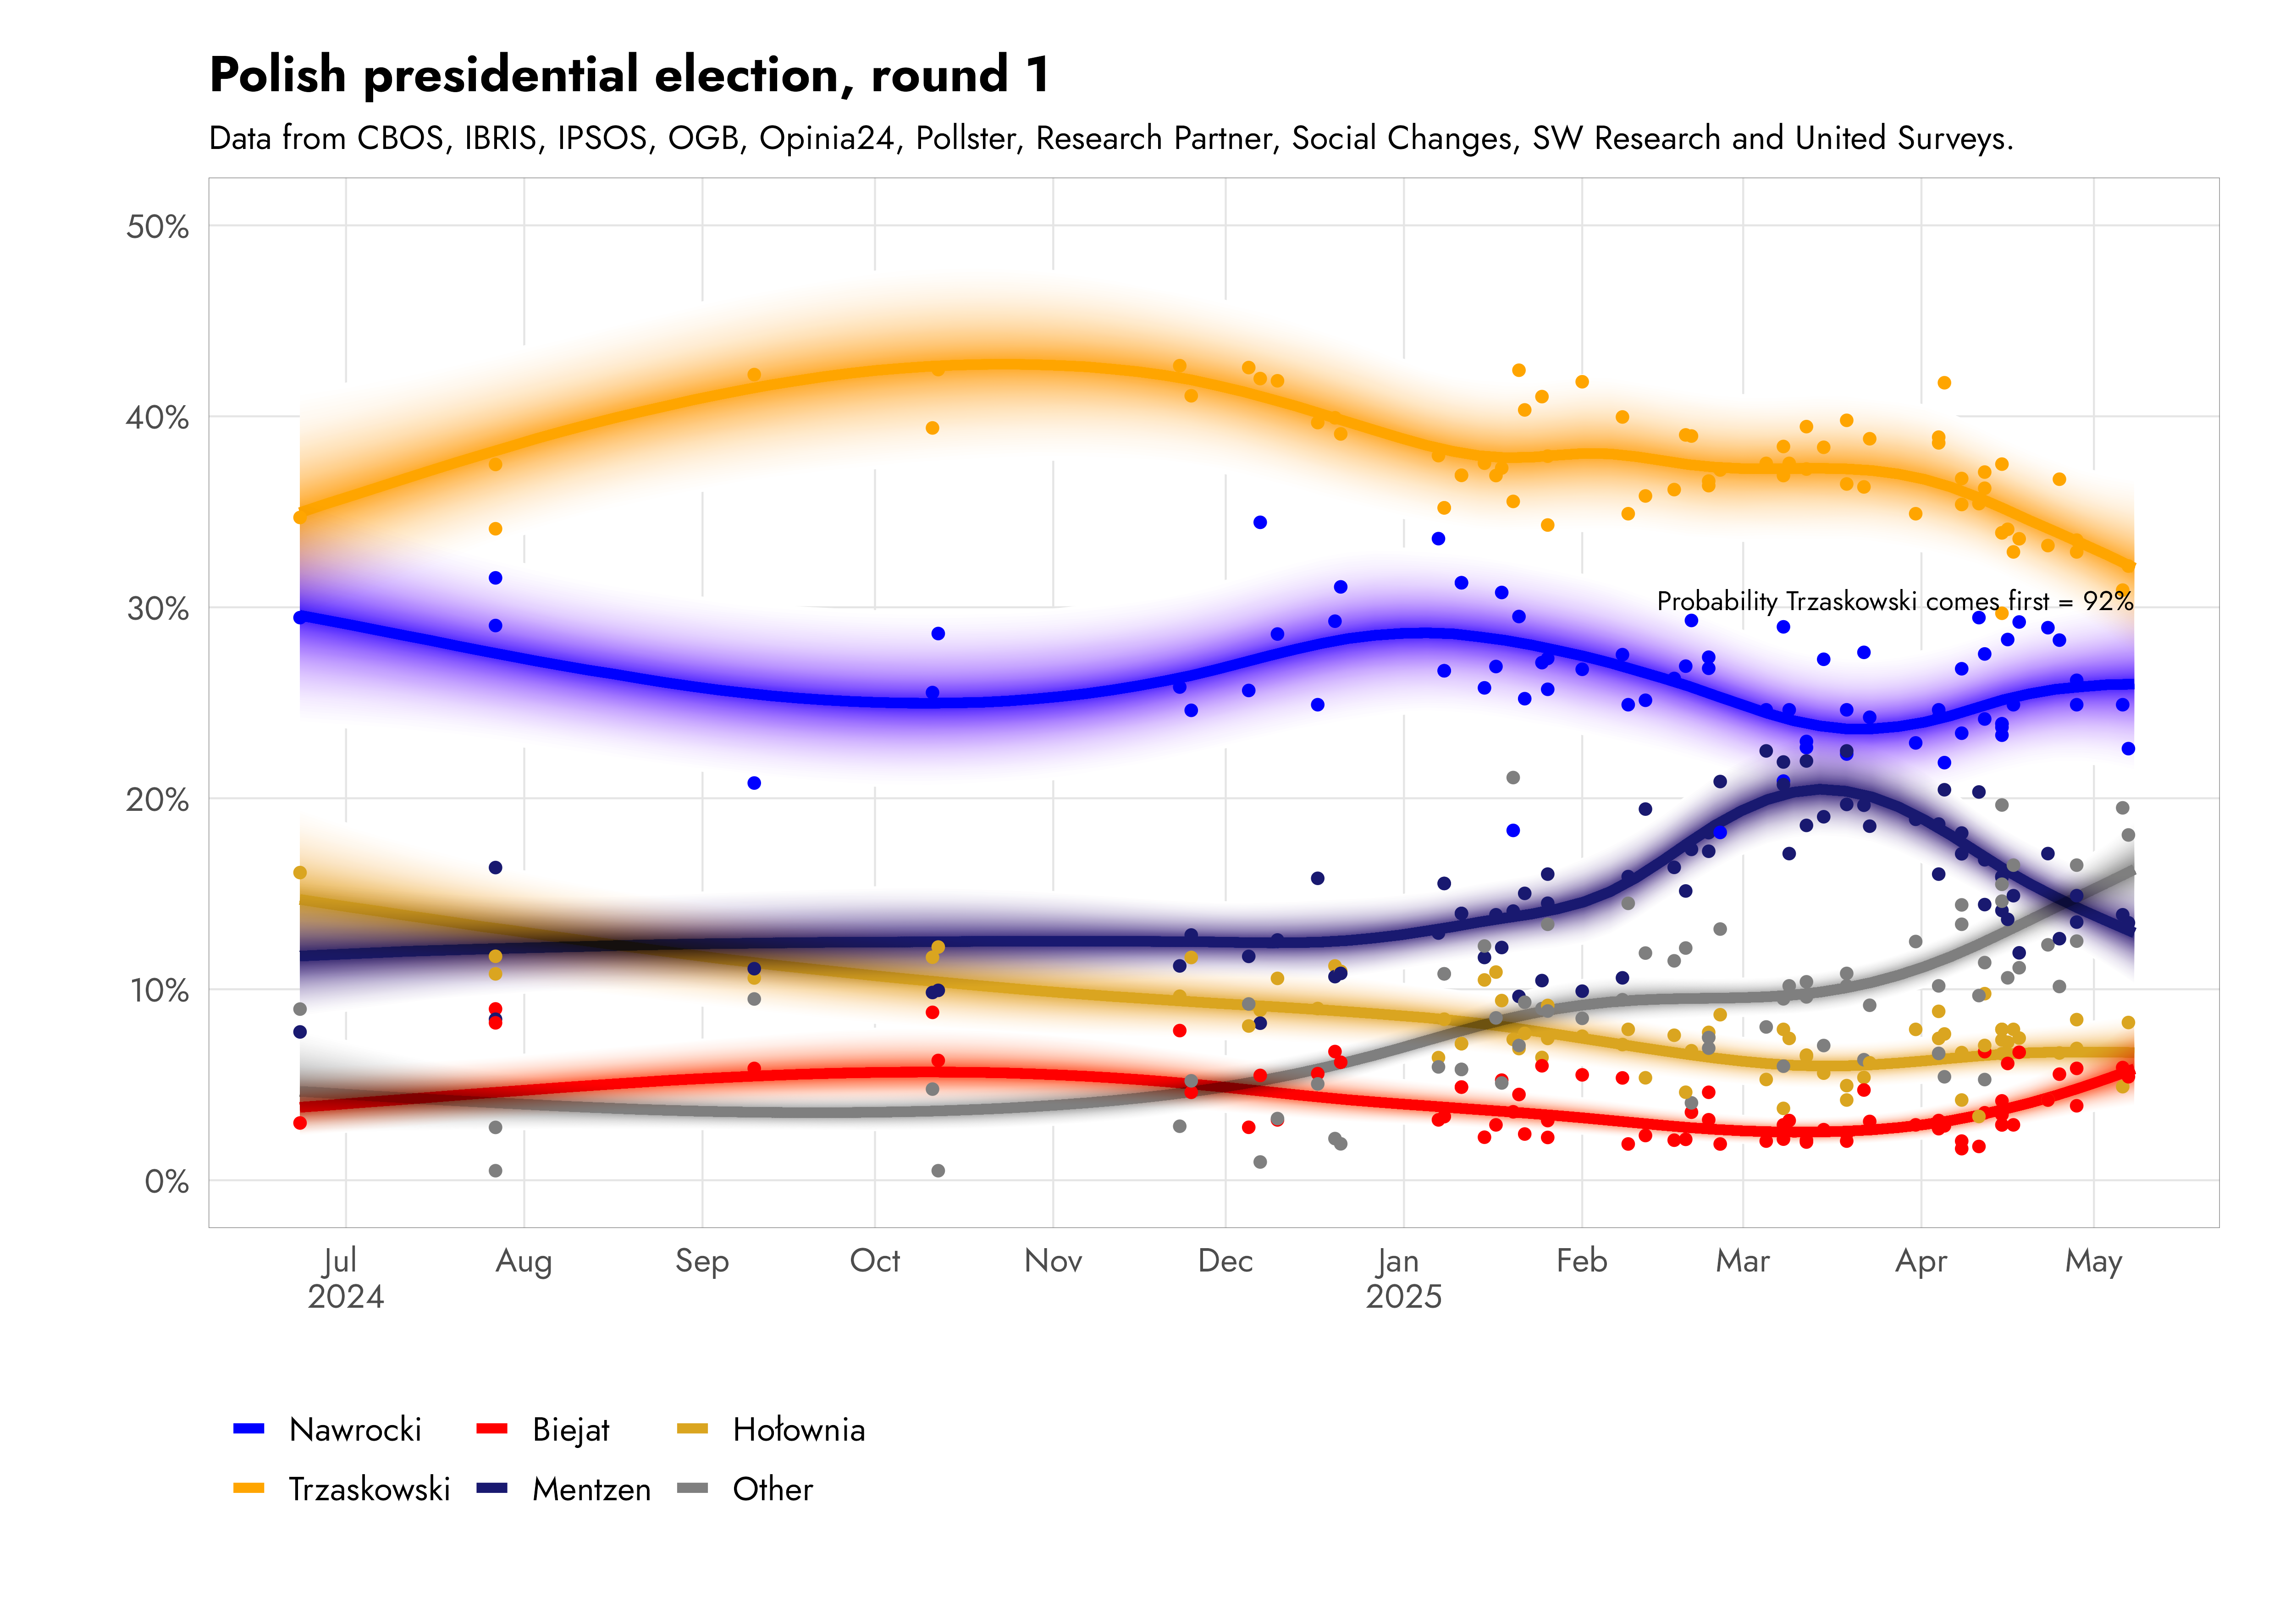 Polish presidential election, round 1
Data from CBOS, IBRIS, IPSOS, OGB, Opinia24, Pollster, Research Partner, Social Changes, SW Research and United Surveys.
50%
40%
30%
20%
10%
0%
Probability Trzaskowski comes first = 92%
Jul Aug Sep Oct Nov Dec Jan Feb Mar Apr May
2024 2025
Nawrocki Biejat Hołownia
Trzaskowski Mentzen Other